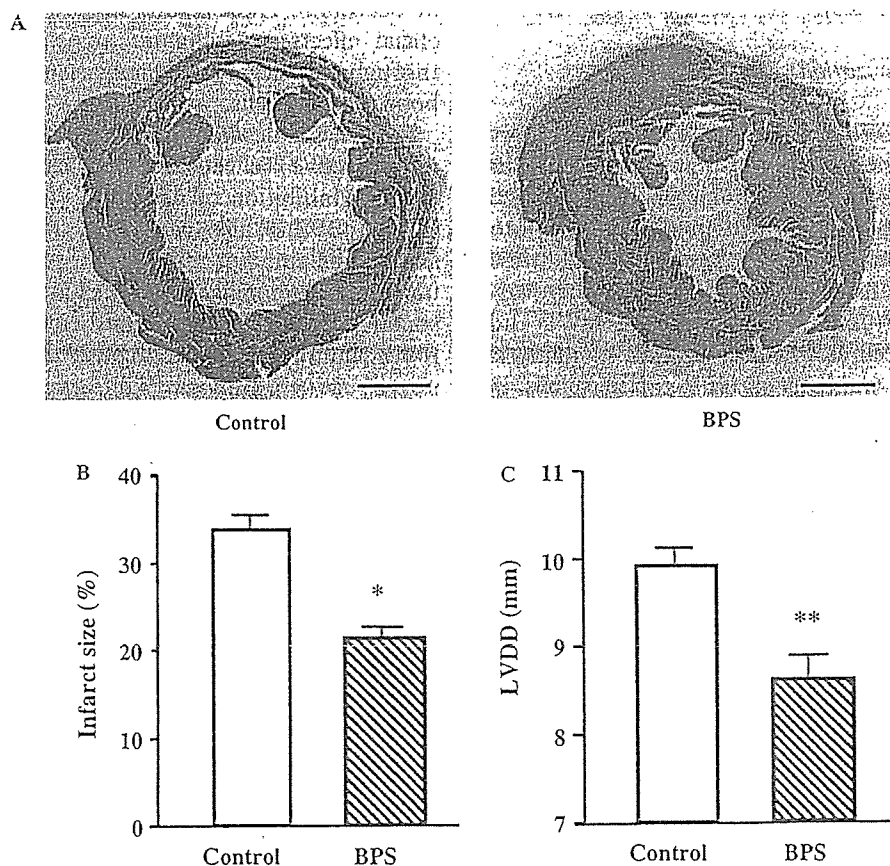 A
Control
BPS
B
40
30
20
10
0
Infarct size (%)
*
Control
BPS
C
11
10
9
8
7
LVDD (mm)
**
Control
BPS